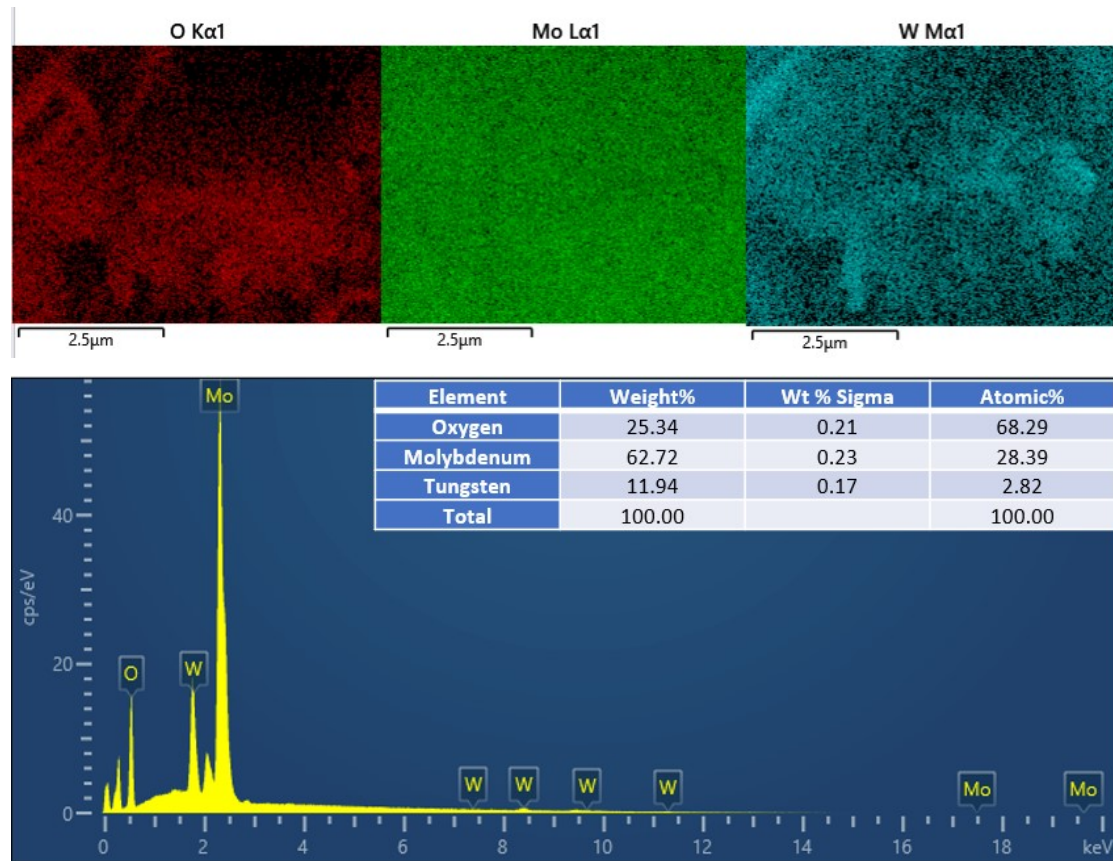 O Kα1 Mo Lα1 W Mα1
2.5µm 2.5µm 2.5µm
Element Weight% Wt % Sigma Atomic%
Oxygen 25.34 0.21 68.29
Molybdenum 62.72 0.23 28.39
Tungsten 11.94 0.17 2.82
Total 100.00 100.00
Mo
40
cps/eV
20
O W
W W W W Mo Mo
0
0 2 4 6 8 10 12 14 16 18 keV